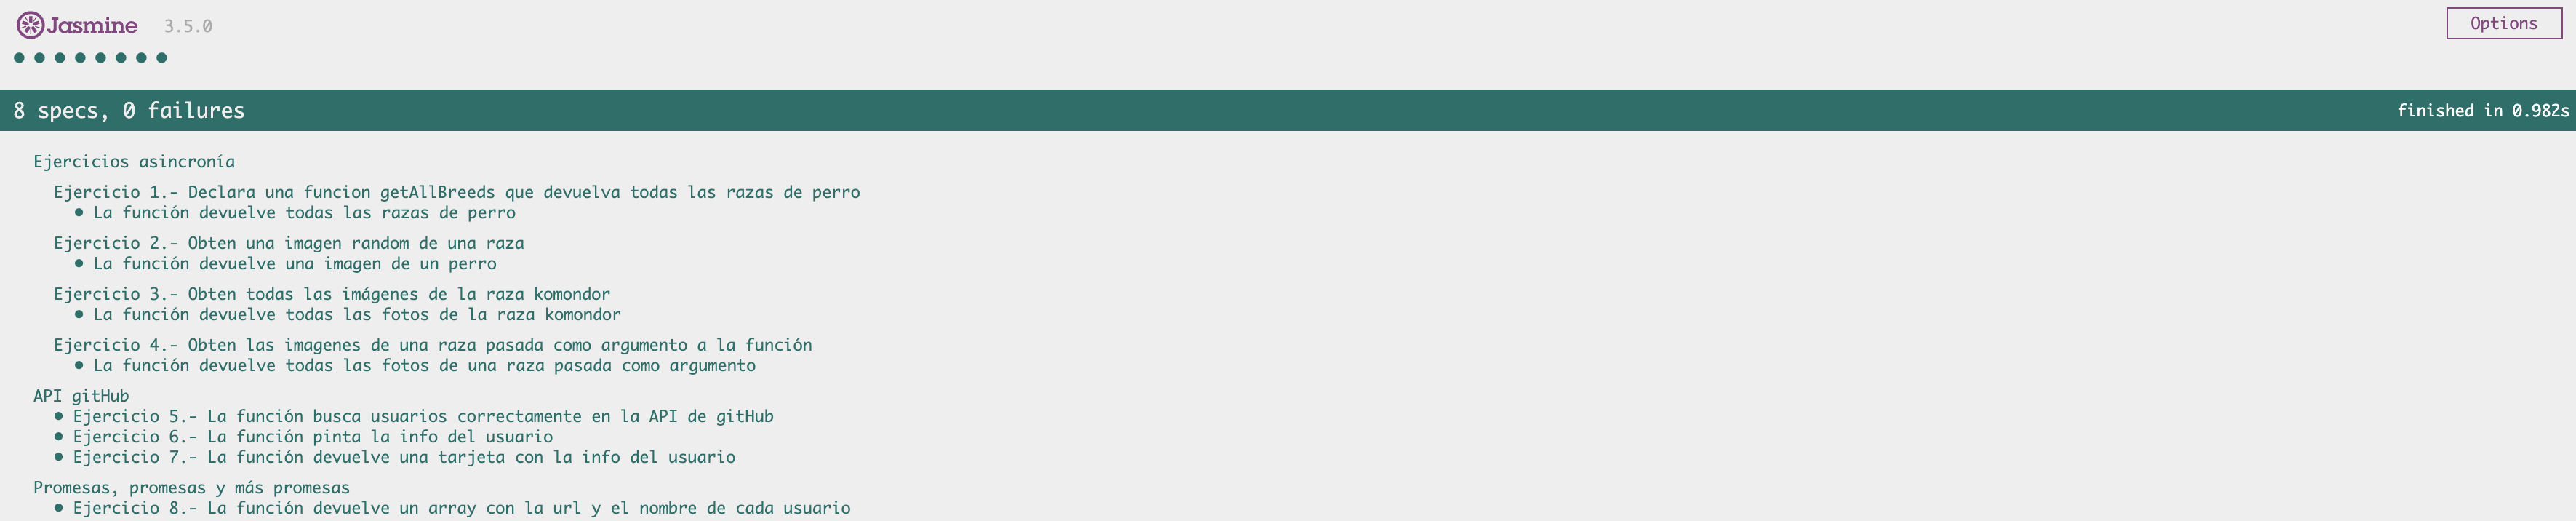 Jasmine 3.5.0 Options
8 specs, 0 failures finished in 0.982s
Ejercicios asincronía
Ejercicio 1.- Declara una funcion getAllBreeds que devuelva todas las razas de perro
• La función devuelve todas las razas de perro
Ejercicio 2.- Obten una imagen random de una raza
• La función devuelve una imagen de un perro
Ejercicio 3.- Obten todas las imágenes de la raza komondor
• La función devuelve todas las fotos de la raza komondor
Ejercicio 4.- Obten las imagenes de una raza pasada como argumento a la función
• La función devuelve todas las fotos de una raza pasada como argumento
API gitHub
• Ejercicio 5.- La función busca usuarios correctamente en la API de gitHub
• Ejercicio 6.- La función pinta la info del usuario
• Ejercicio 7.- La función devuelve una tarjeta con la info del usuario
Promesas, promesas y más promesas
• Ejercicio 8.- La función devuelve un array con la url y el nombre de cada usuario